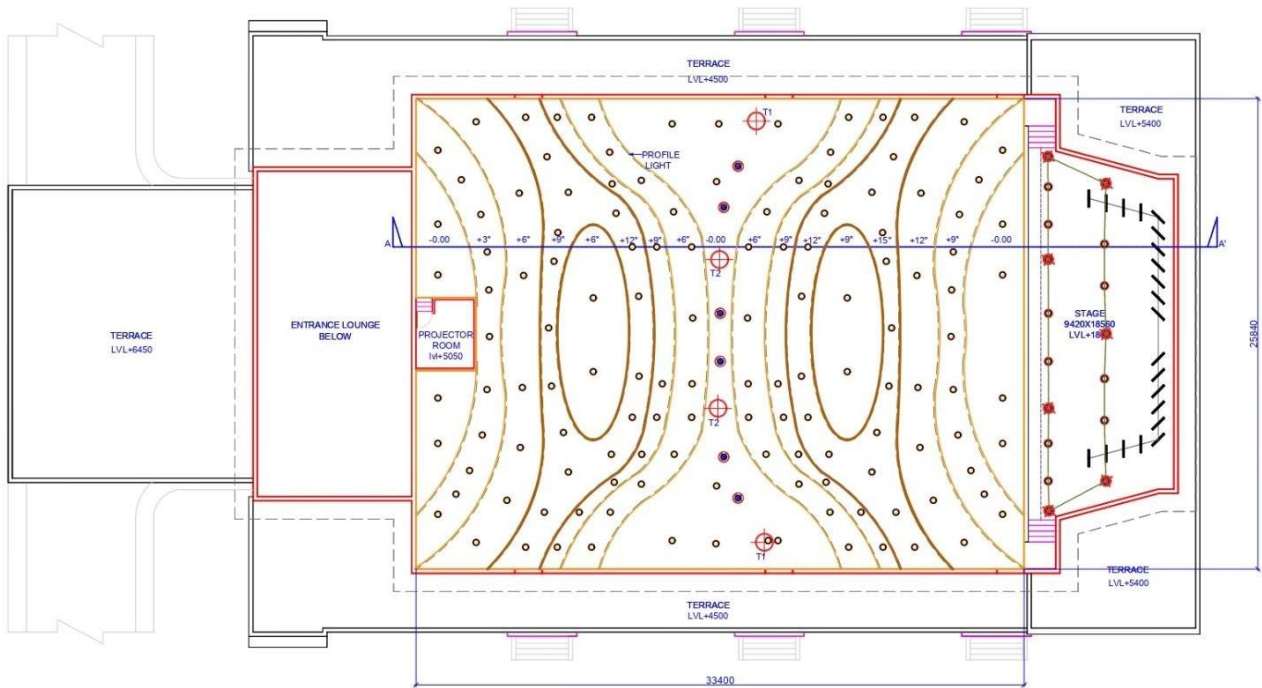 TERRACE
LVL+4500
TERRACE
LVL+5400
T1
PROFILE
LIGHT
A
-0.00
+3"
+6"
+9"
+6"
+12"
+9"
+6"
-0.00
+6"
+9"
+12"
+9"
+15"
+12"
+9"
-0.00
A'
T2
TERRACE
LVL+6450
ENTRANCE LOUNGE
BELOW
PROJECTOR
ROOM
lvl+5050
STAGE
9420X18560
25840
T2
T1
TERRACE
LVL+5400
TERRACE
LVL+4500
33400